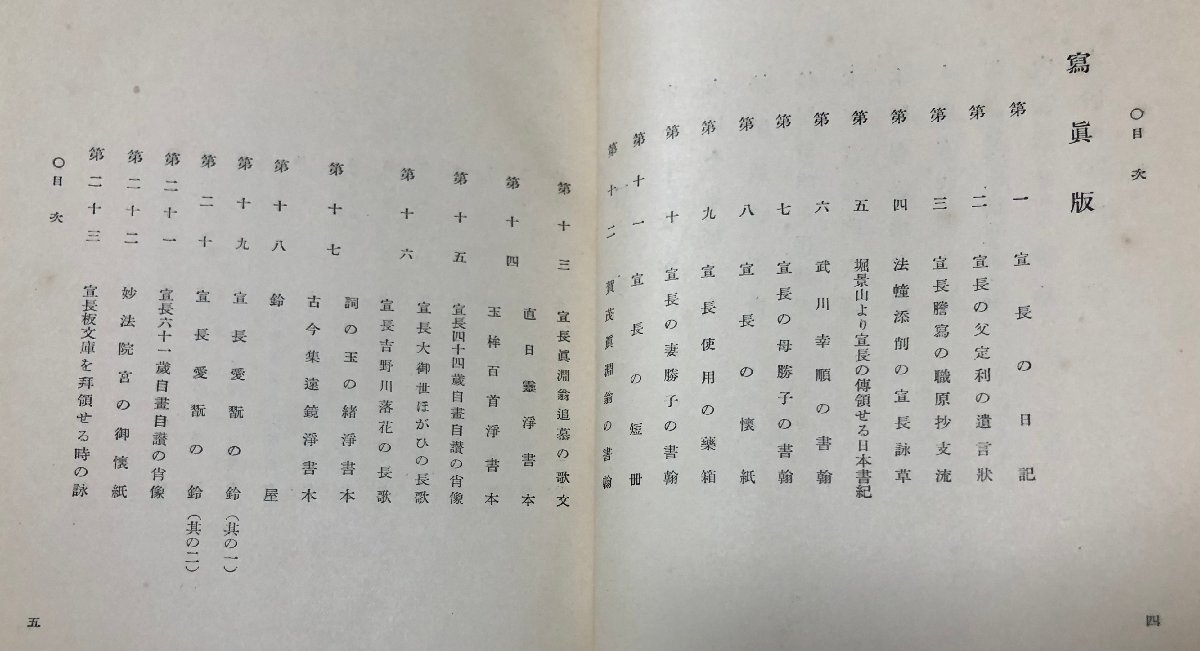 〇目次
寫眞版
第一 宣長の日記
第二 宣長の父定利の遺言狀
第三 宣長謄寫の職原抄支流
第四 法幢添削の宣長詠草
第五 堀景山より宣長の傳領せる日本書紀
第六 武川幸順の書翰
第七 宣長の母勝子の書翰
第八 宣長の懷紙
第九 宣長使用の藥箱
第十 宣長の妻勝子の書翰
第十一 宣長の短册
第十二 賀茂眞淵翁の書翰
四
第十三 宣長眞淵翁追慕の歌文
第十四 直日靈淨書本
玉桙百首淨書本
第十五 宣長四十四歲自畫自讚の肖像
第十六 宣長大御世ほがひの長歌
宣長吉野川落花の長歌
第十七 詞の玉の緒淨書本
古今集遠鏡淨書本
第十八 鈴屋
第十九 宣長愛翫の鈴(其の一)
第二十 宣長愛翫の鈴(其の二)
第二十一 宣長六十一歲自畫自讚の肖像
第二十二 妙法院宮の御懷紙
第二十三 宣長板文庫を拜領せる時の詠
〇目次
五